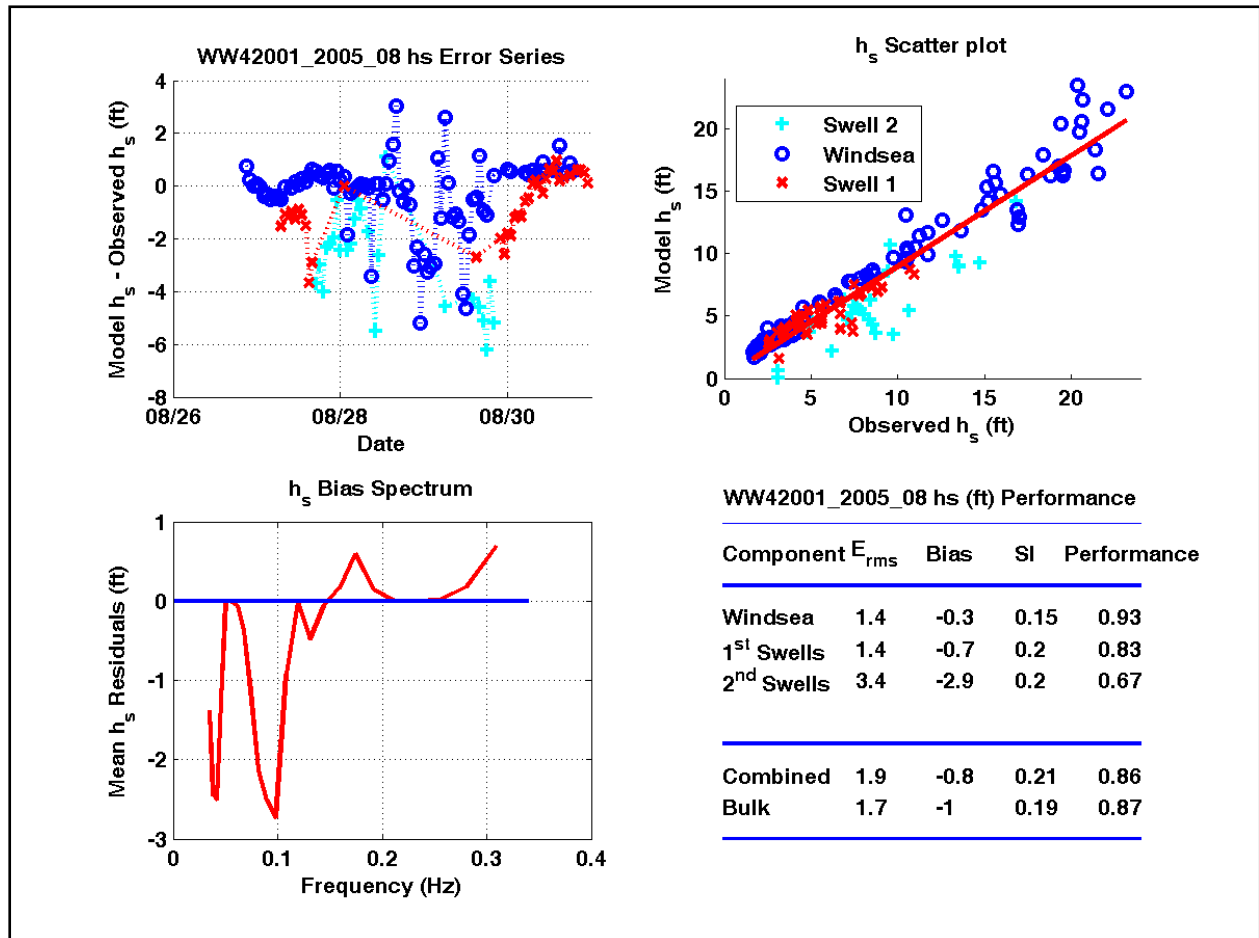 WW42001_2005_08 hs Error Series
4
2
0
-2
-4
-6
-8
Model hs - Observed hs (ft)
08/26
08/28
08/30
Date
hs Scatter plot
Swell 2
Windsea
Swell 1
20
15
10
5
0
Model hs (ft)
0
5
10
15
20
Observed hs (ft)
hs Bias Spectrum
1
0
-1
-2
-3
Mean hs Residuals (ft)
0
0.1
0.2
0.3
0.4
Frequency (Hz)
WW42001_2005_08 hs (ft) Performance
Component Erms Bias SI Performance
Windsea 1.4 -0.3 0.15 0.93
1st Swells 1.4 -0.7 0.2 0.83
2nd Swells 3.4 -2.9 0.2 0.67
Combined 1.9 -0.8 0.21 0.86
Bulk 1.7 -1 0.19 0.87